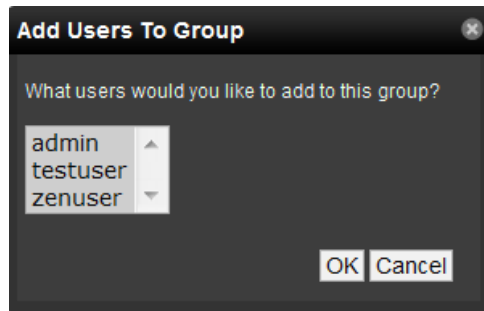 Add Users To Group
What users would you like to add to this group?
admin
testuser
zenuser
OK Cancel